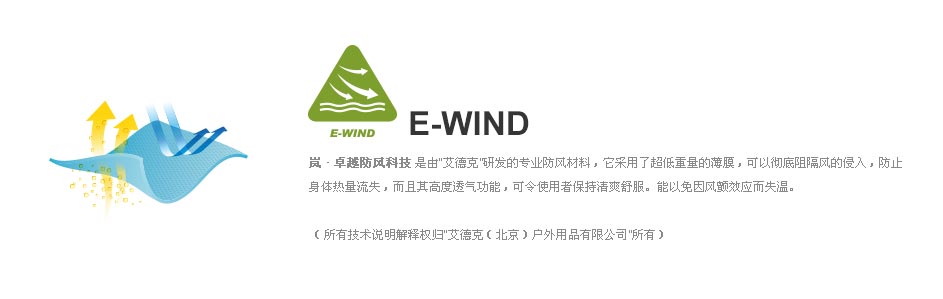 E-WIND
E-WIND
岚·卓越防风科技 是由"艾德克"研发的专业防风材料，它采用了超低重量的薄膜，可以彻底阻隔风的侵入，防止
身体热量流失，而且其高度透气功能，可令使用者保持清爽舒服。能以免因风颤效应而失温。
（所有技术说明解释权归"艾德克（北京）户外用品有限公司"所有）